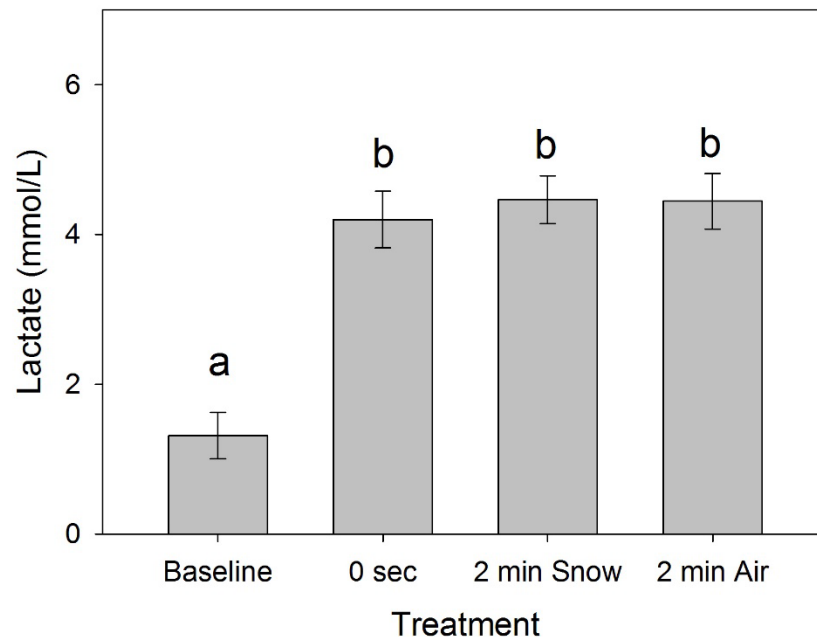 Lactate (mmol/L)
6
4
2
0
a
b
b
b
Baseline
0 sec
2 min Snow
2 min Air
Treatment